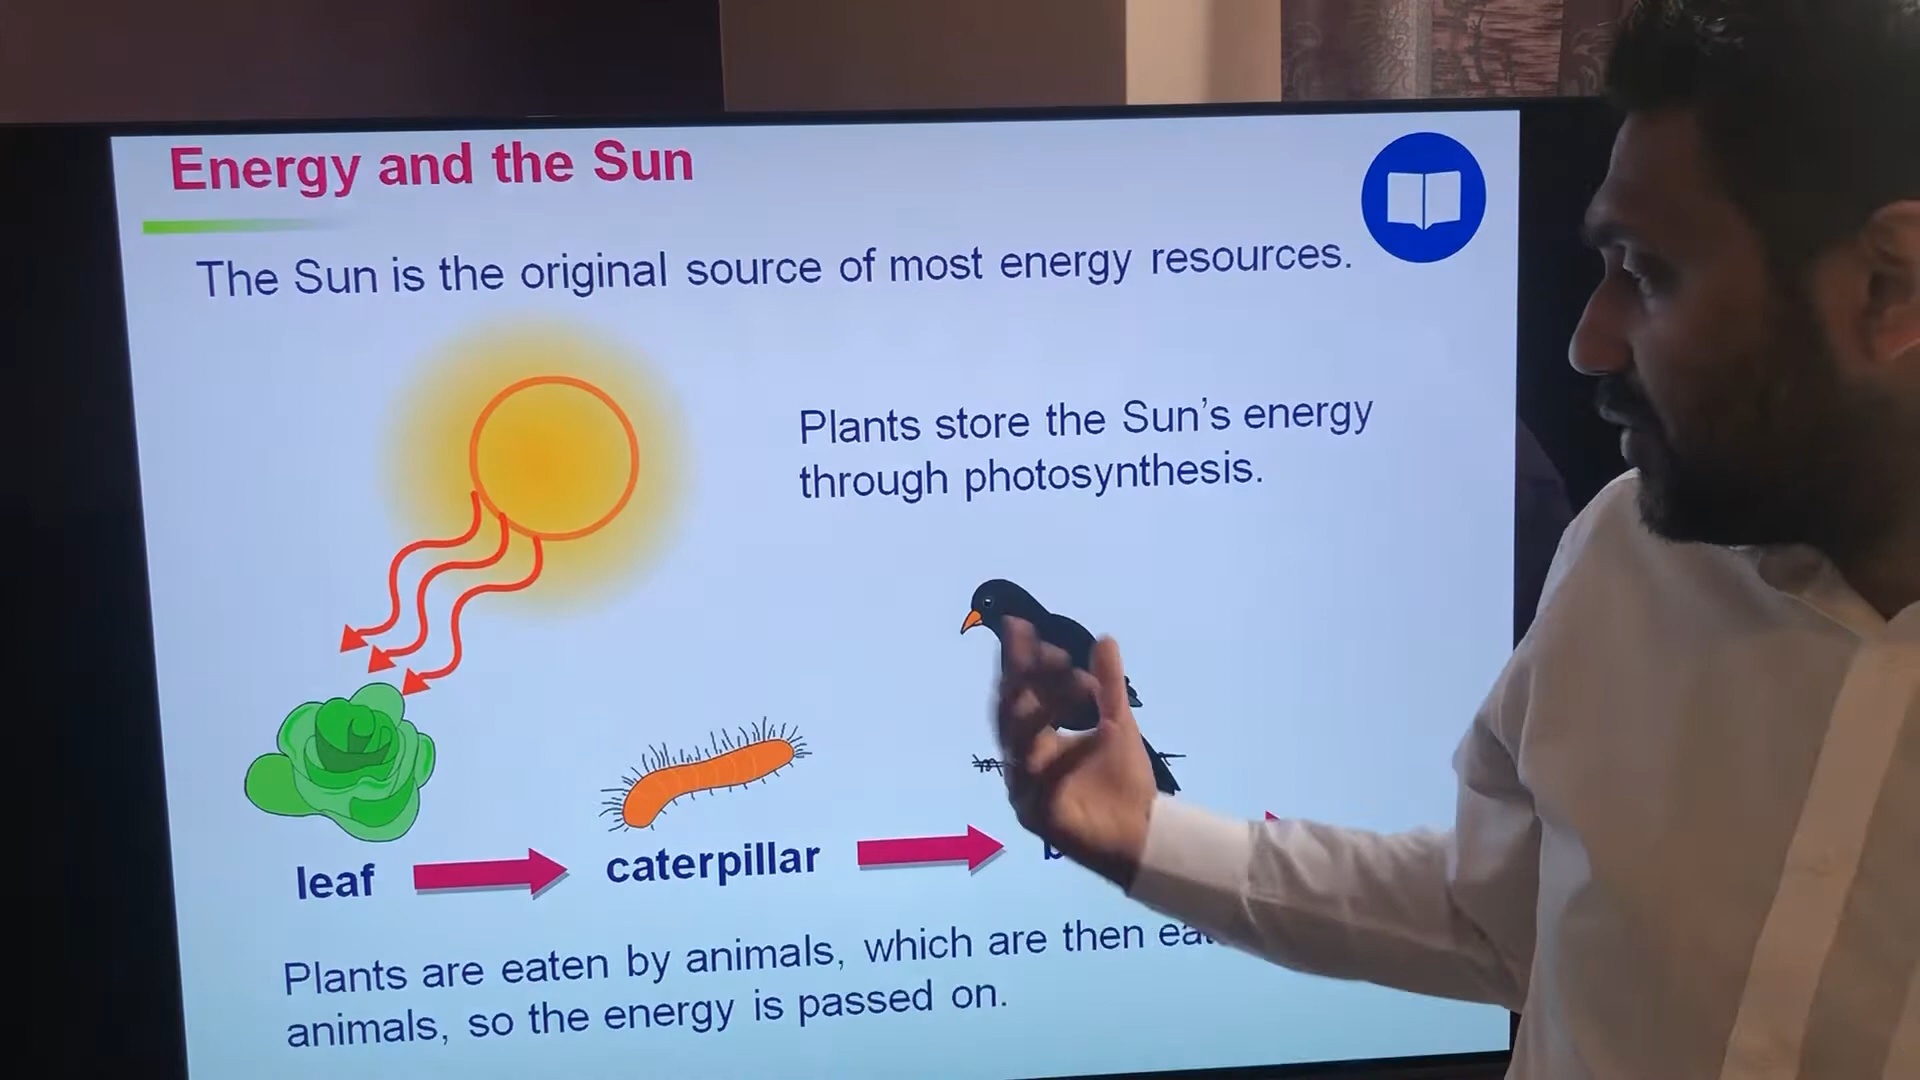 Energy and the Sun
The Sun is the original source of most energy resources.
Plants store the Sun's energy
through photosynthesis.
leaf
caterpillar
Plants are eaten by animals, which are then
animals, so the energy is passed on.